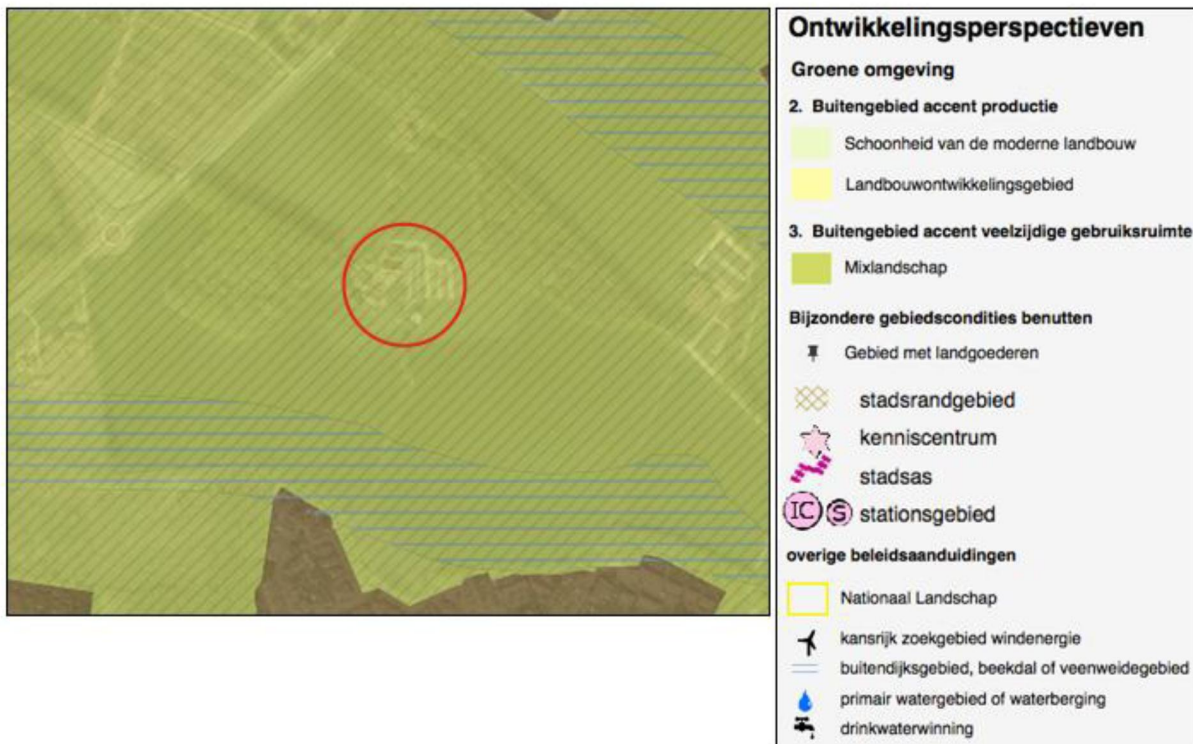 Ontwikkelingsperspectieven
Groene omgeving
2. Buitengebied accent productie
Schoonheid van de moderne landbouw
Landbouwontwikkelingsgebied
3. Buitengebied accent veelzijdige gebruiksruimte
Mixlandschap
Bijzondere gebiedscondities benutten
Gebied met landgoederen
stadsrandgebied
kenniscentrum
stadsas
IC S stationsgebied
overige beleidsaanduidingen
Nationaal Landschap
kansrijk zoekgebied windenergie
buitendijksgebied, beekdal of veenweidegebied
primair watergebied of waterberging
drinkwaterwinning